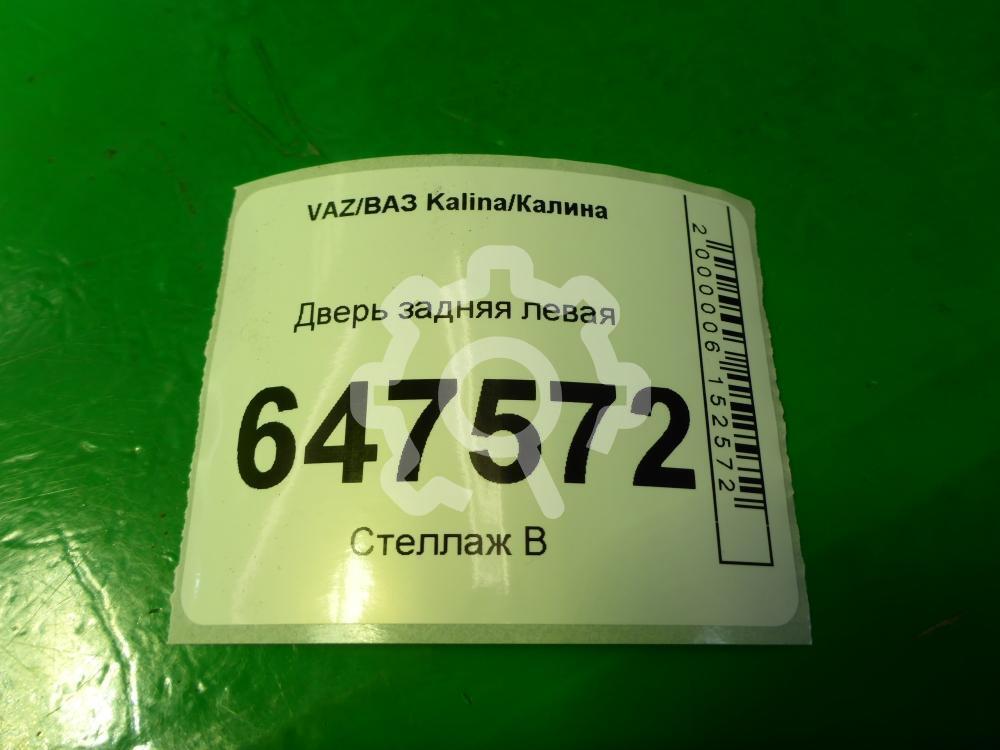 VAZ/ВАЗ Kalina/Калина
Дверь задняя левая
647572
Стеллаж В
2000006152572